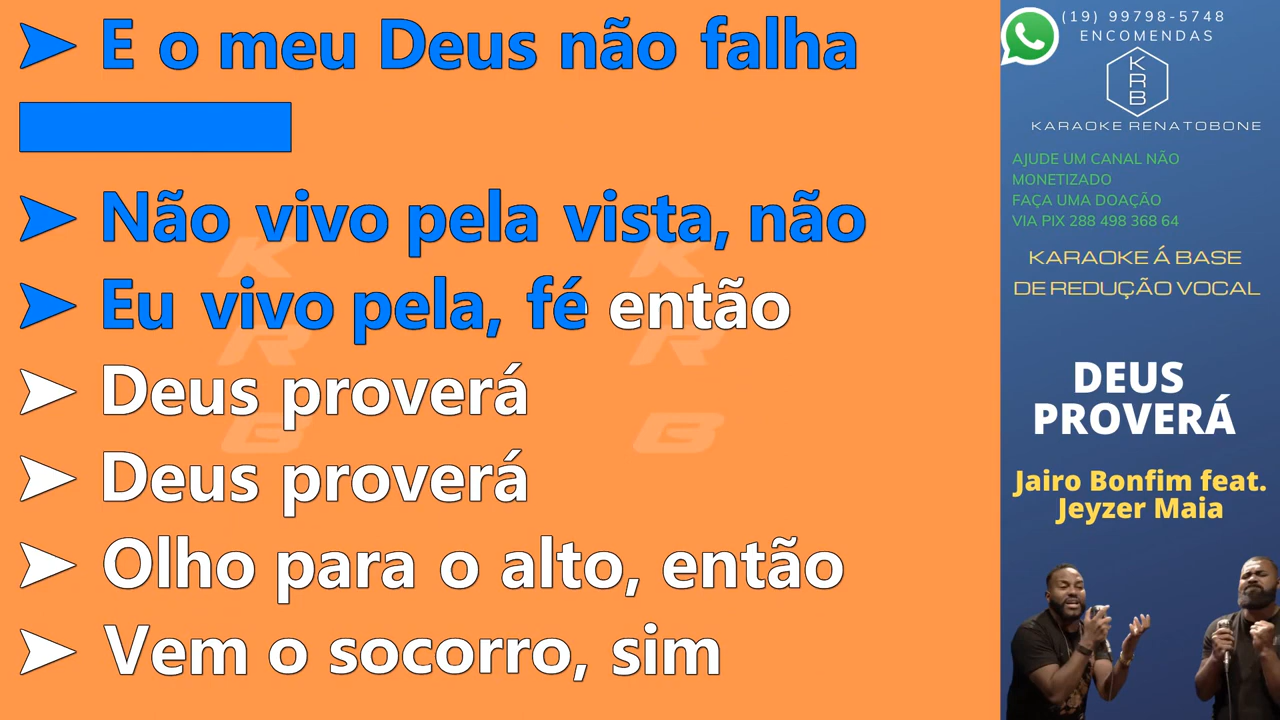 ➤ E o meu Deus não falha
➤ Não vivo pela vista, não
➤ Eu vivo pela, fé então
➤ Deus proverá
➤ Deus proverá
➤ Olho para o alto, então
➤ Vem o socorro, sim
K K
R R
B B
(19) 99798-5748
ENCOMENDAS
K
R
B
KARAOKE RENATOBONE
AJUDE UM CANAL NÃO
MONETIZADO
FAÇA UMA DOAÇÃO
VIA PIX 288 498 368 64
KARAOKE Á BASE
DE REDUÇÃO VOCAL
DEUS
PROVERÁ
Jairo Bonfim feat.
Jeyzer Maia